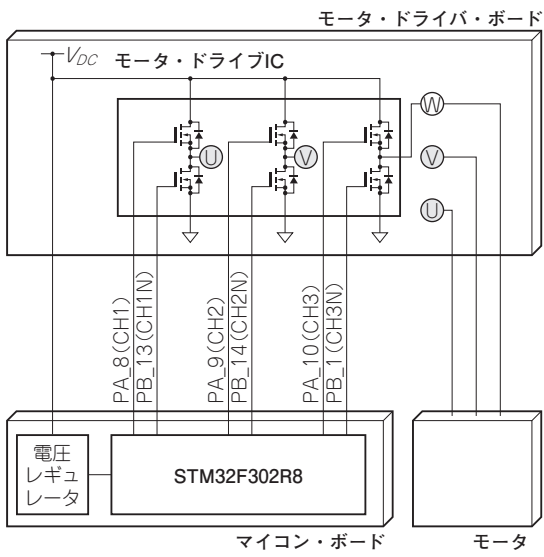 モータ・ドライバ・ボード
VDC
モータ・ドライブIC
W
U
V
V
U
PA_8(CH1)
PB_13(CH1N)
PA_9(CH2)
PB_14(CH2N)
PA_10(CH3)
PB_1(CH3N)
電圧
レギュ
レータ
STM32F302R8
マイコン・ボード
モータ